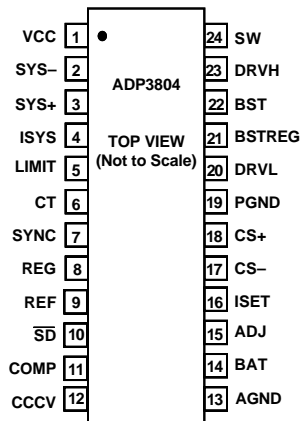 VCC 1 24 SW
SYS– 2 23 DRVH
ADP3804
SYS+ 3 22 BST
ISYS 4 TOP VIEW 21 BSTREG
(Not to Scale)
LIMIT 5 20 DRVL
CT 6 19 PGND
SYNC 7 18 CS+
REG 8 17 CS–
REF 9 16 ISET
S̅D̅ 10 15 ADJ
COMP 11 14 BAT
CCCV 12 13 AGND